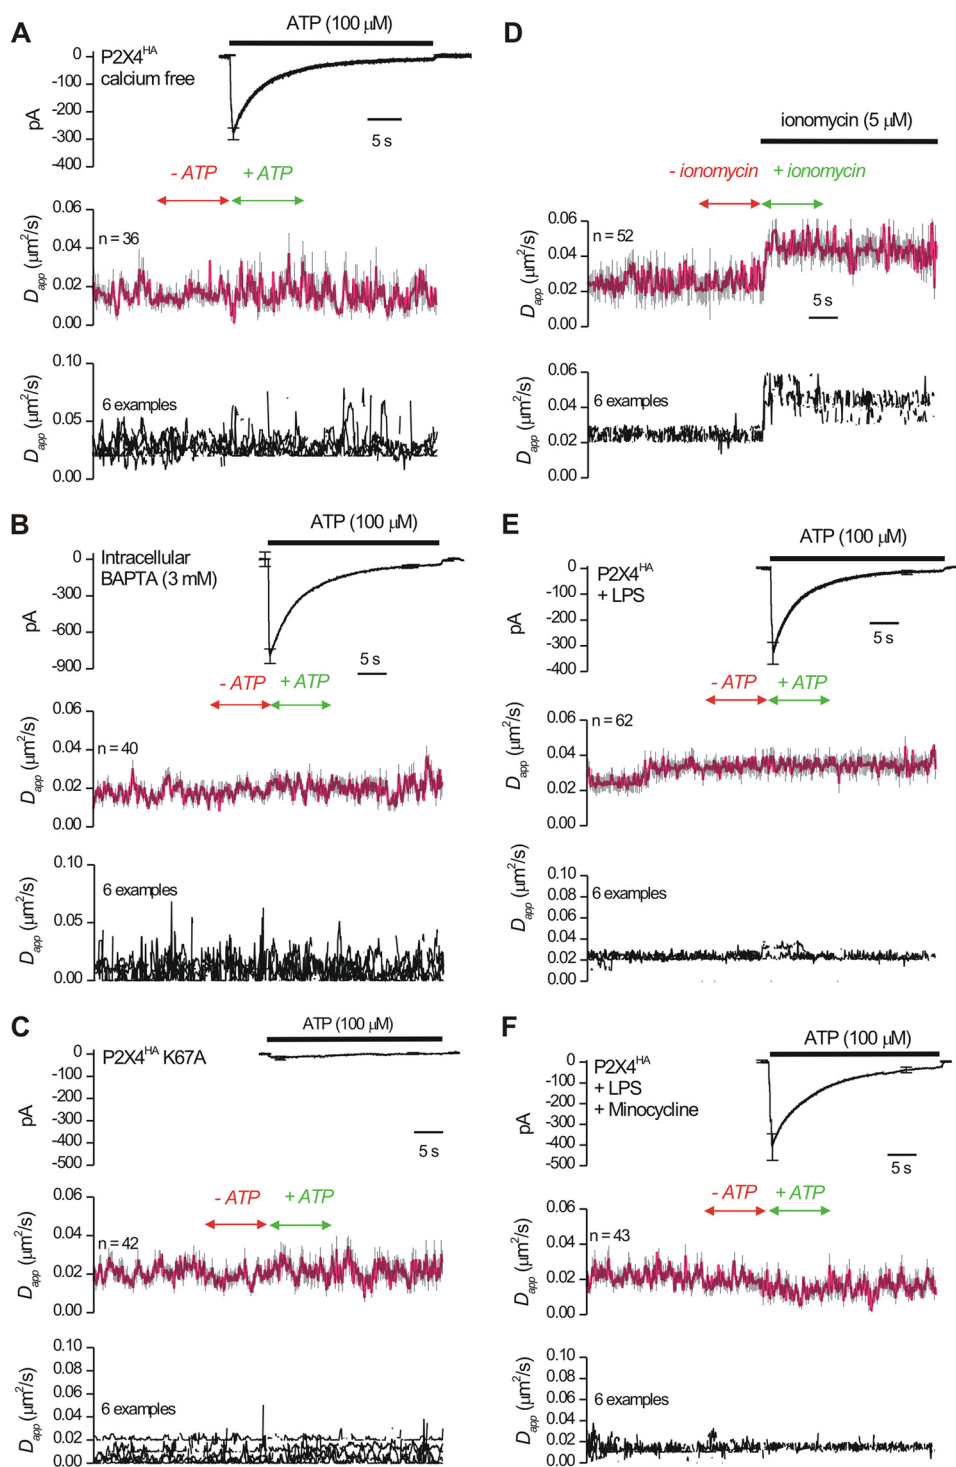 A
ATP (100 µM)
P2X4HA
calcium free
0
-100
-200
-300
-400
pA
5 s
- ATP
+ ATP
0.06
0.04
0.02
0.00
Dapp (µm2/s)
n = 36
0.10
0.05
0.00
Dapp (µm2/s)
6 examples
B
ATP (100 µM)
Intracellular
BAPTA (3 mM)
0
-300
-600
-900
pA
5 s
- ATP
+ ATP
0.06
0.04
0.02
0.00
Dapp (µm2/s)
n = 40
0.10
0.05
0.00
Dapp (µm2/s)
6 examples
C
ATP (100 µM)
P2X4HA K67A
0
-100
-200
-300
-400
-500
pA
5 s
- ATP
+ ATP
0.06
0.04
0.02
0.00
Dapp (µm2/s)
n = 42
0.10
0.08
0.06
0.04
0.02
0.00
Dapp (µm2/s)
6 examples
D
ionomycin (5 µM)
- ionomycin
+ ionomycin
0.06
0.04
0.02
0.00
Dapp (µm2/s)
n = 52
5 s
0.06
0.04
0.02
0.00
Dapp (µm2/s)
6 examples
E
ATP (100 µM)
P2X4HA
+ LPS
0
-100
-200
-300
-400
pA
5 s
- ATP
+ ATP
0.06
0.04
0.02
0.00
Dapp (µm2/s)
n = 62
0.10
0.08
0.06
0.04
0.02
0.00
Dapp (µm2/s)
6 examples
F
ATP (100 µM)
P2X4HA
+ LPS
+ Minocycline
0
-100
-200
-300
-400
-500
pA
5 s
- ATP
+ ATP
0.06
0.04
0.02
0.00
Dapp (µm2/s)
n = 43
0.10
0.08
0.06
0.04
0.02
0.00
Dapp (µm2/s)
6 examples